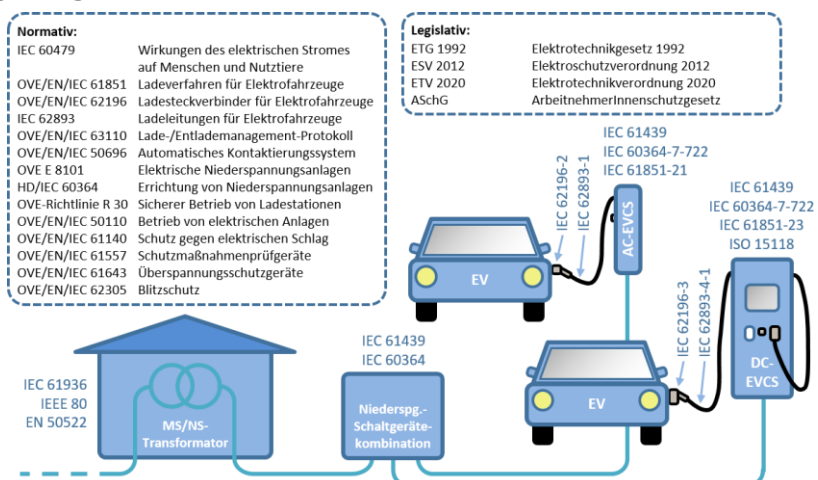 Normativ:
IEC 60479 Wirkungen des elektrischen Stromes
auf Menschen und Nutztiere
OVE/EN/IEC 61851 Ladeverfahren für Elektrofahrzeuge
OVE/EN/IEC 62196 Ladesteckverbinder für Elektrofahrzeuge
IEC 62893 Ladeleitungen für Elektrofahrzeuge
OVE/EN/IEC 63110 Lade-/Entlademanagement-Protokoll
OVE/EN/IEC 50696 Automatisches Kontaktierungssystem
OVE E 8101 Elektrische Niederspannungsanlagen
HD/IEC 60364 Errichtung von Niederspannungsanlagen
OVE-Richtlinie R 30 Sicherer Betrieb von Ladestationen
OVE/EN/IEC 50110 Betrieb von elektrischen Anlagen
OVE/EN/IEC 61140 Schutz gegen elektrischen Schlag
OVE/EN/IEC 61557 Schutzmaßnahmenprüfgeräte
OVE/EN/IEC 61643 Überspannungsschutzgeräte
OVE/EN/IEC 62305 Blitzschutz
Legislativ:
ETG 1992 Elektrotechnikgesetz 1992
ESV 2012 Elektroschutzverordnung 2012
ETV 2020 Elektrotechnikverordnung 2020
ASchG ArbeitnehmerInnenschutzgesetz
IEC 61439
IEC 60364-7-722
IEC 61851-21
IEC 62196-2
IEC 62893-1
AC-EVCS
EV
IEC 61439
IEC 60364-7-722
IEC 61851-23
ISO 15118
IEC 62196-3
IEC 62893-4-1
DC-
EVCS
EV
IEC 61439
IEC 60364
Niederspg.-
Schaltgeräte-
kombination
IEC 61936
IEEE 80
EN 50522
MS/NS-
Transformator